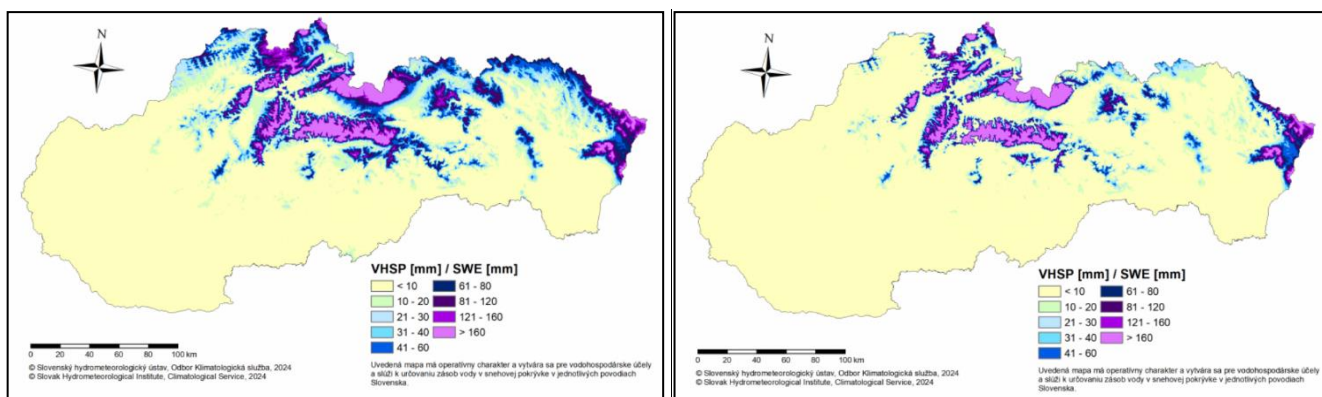 N
VHSP [mm] / SWE [mm]
< 10
10 - 20
21 - 30
31 - 40
41 - 60
61 - 80
81 - 120
121 - 160
> 160
0 20 40 60 80 100 km
© Slovenský hydrometeorologický ústav, Odbor Klimatologická služba, 2024
© Slovak Hydrometeorological Institute, Climatological Service, 2024
Uvedená mapa má operatívny charakter a vytvára sa pre vodohospodárske účely
a slúži k určovaniu zásob vody v snehovej pokrývke v jednotlivých povodiach
Slovenska.
N
VHSP [mm] / SWE [mm]
< 10
10 - 20
21 - 30
31 - 40
41 - 60
61 - 80
81 - 120
121 - 160
> 160
0 20 40 60 80 100 km
© Slovenský hydrometeorologický ústav, Odbor Klimatologická služba, 2024
© Slovak Hydrometeorological Institute, Climatological Service, 2024
Uvedená mapa má operatívny charakter a vytvára sa pre vodohospodárske účely
a slúži k určovaniu zásob vody v snehovej pokrývke v jednotlivých povodiach
Slovenska.